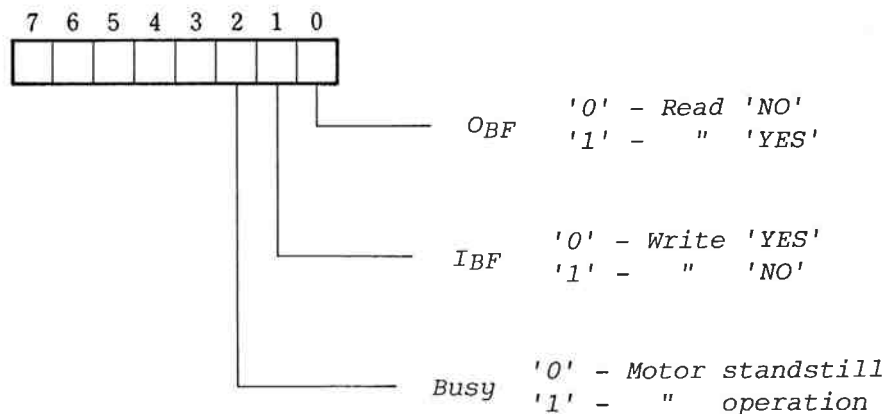 7 6 5 4 3 2 1 0
OBF '0' - Read 'NO'
'1' - " 'YES'
IBF '0' - Write 'YES'
'1' - " 'NO'
Busy '0' - Motor standstill
'1' - " operation